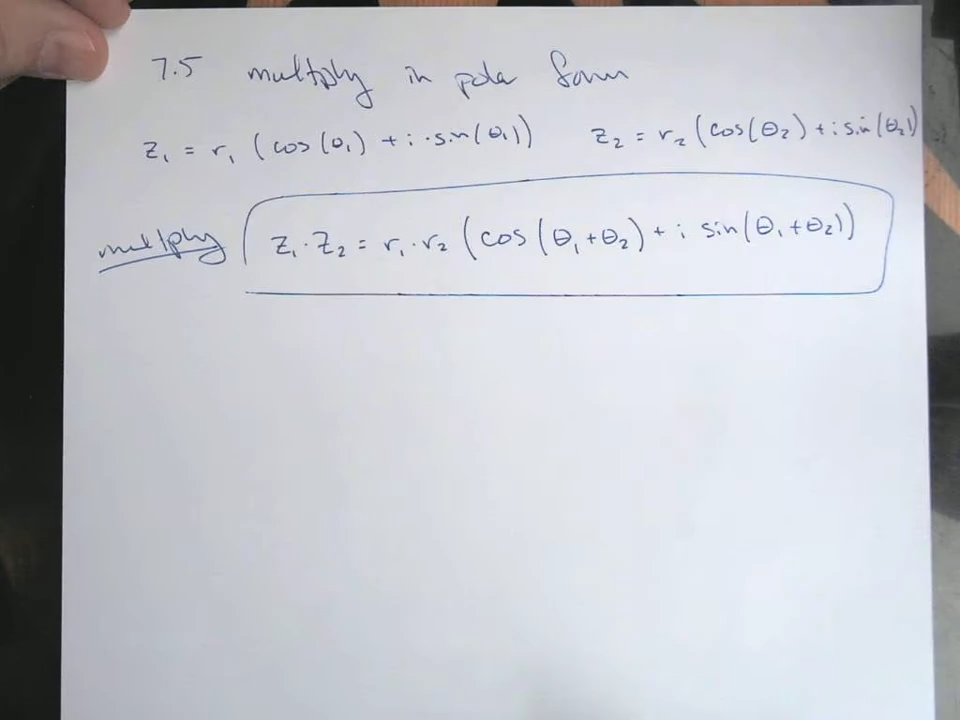 7.5 multiply in polar form
z₁ = r₁ (cos(θ₁) + i·sin(θ₁)) z₂ = r₂ (cos(θ₂) + i sin(θ₂))
multiply z₁·z₂ = r₁·r₂ (cos(θ₁+θ₂) + i sin(θ₁+θ₂))